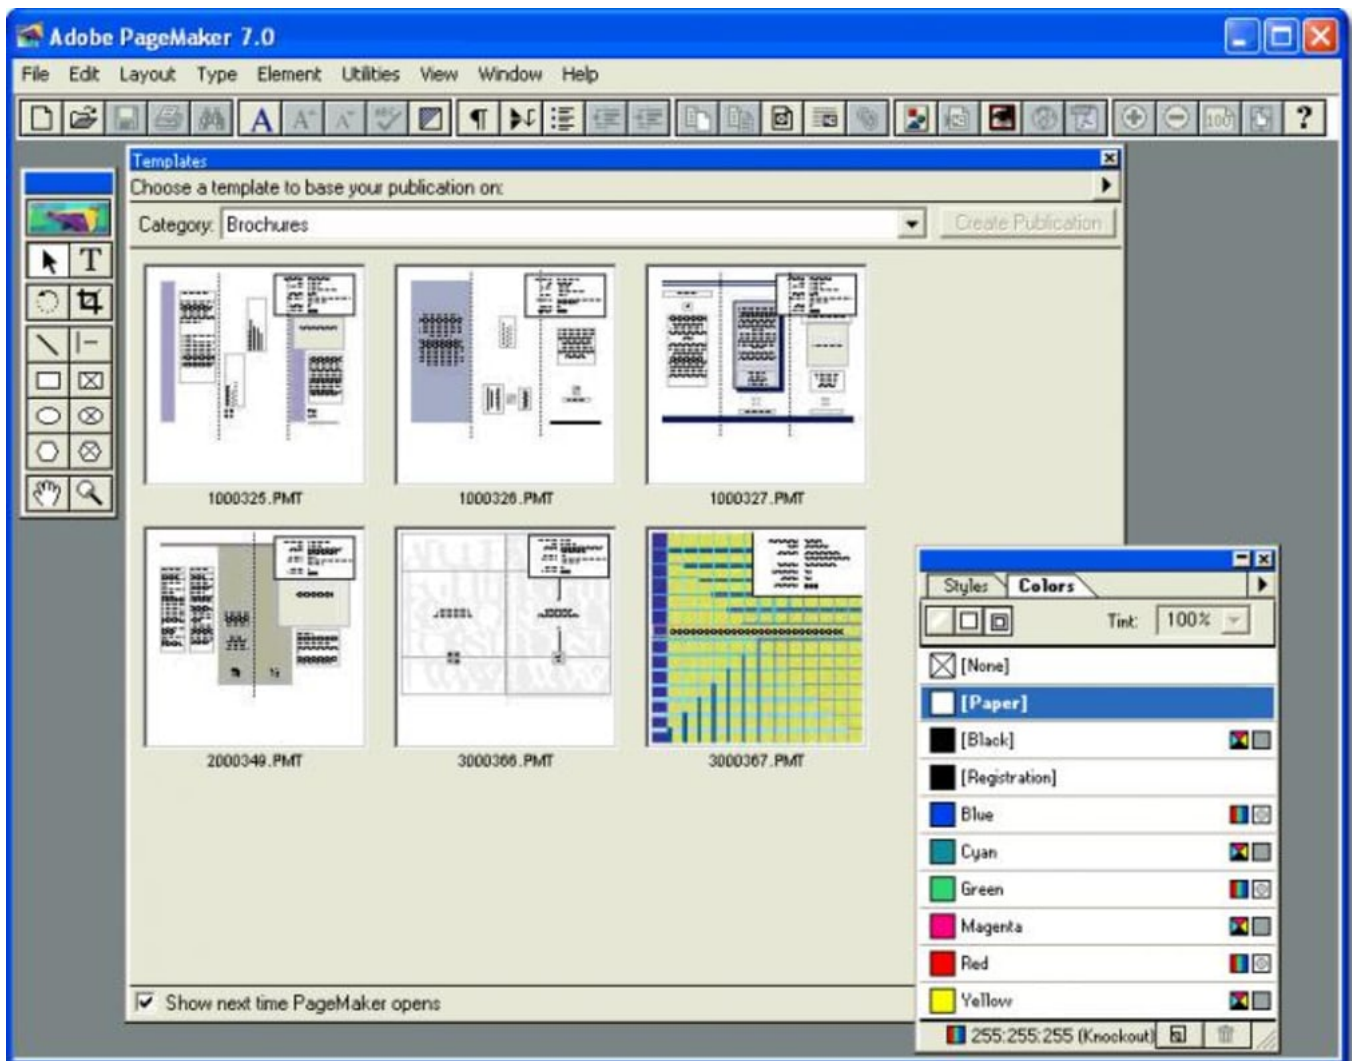 Adobe PageMaker 7.0
File Edit Layout Type Element Utilities View Window Help
Templates
Choose a template to base your publication on:
Category: Brochures Create Publication
1000325.PMT 1000326.PMT 1000327.PMT
2000349.PMT 3000366.PMT 3000367.PMT
Show next time PageMaker opens
Styles Colors
Tint: 100%
[None]
[Paper]
[Black]
[Registration]
Blue
Cyan
Green
Magenta
Red
Yellow
255:255:255 (Knockout)